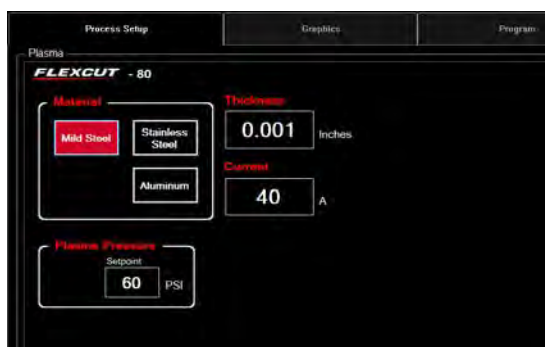 Process Setup
Graphics
Program
Plasma
FLEXCUT - 80
Material
Mild Steel
Stainless
Steel
Aluminum
Thickness
0.001 Inches
Current
40 A
Plasma Pressure
Setpoint
60 PSI